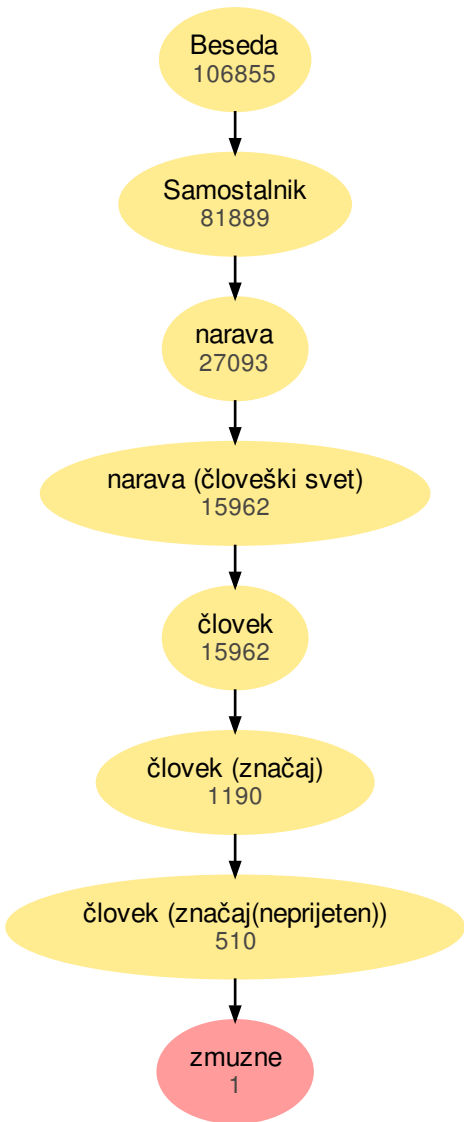 Beseda
106855
Samostalnik
81889
narava
27093
narava (človeški svet)
15962
človek
15962
človek (značaj)
1190
človek (značaj(neprijeten))
510
zmuzne
1